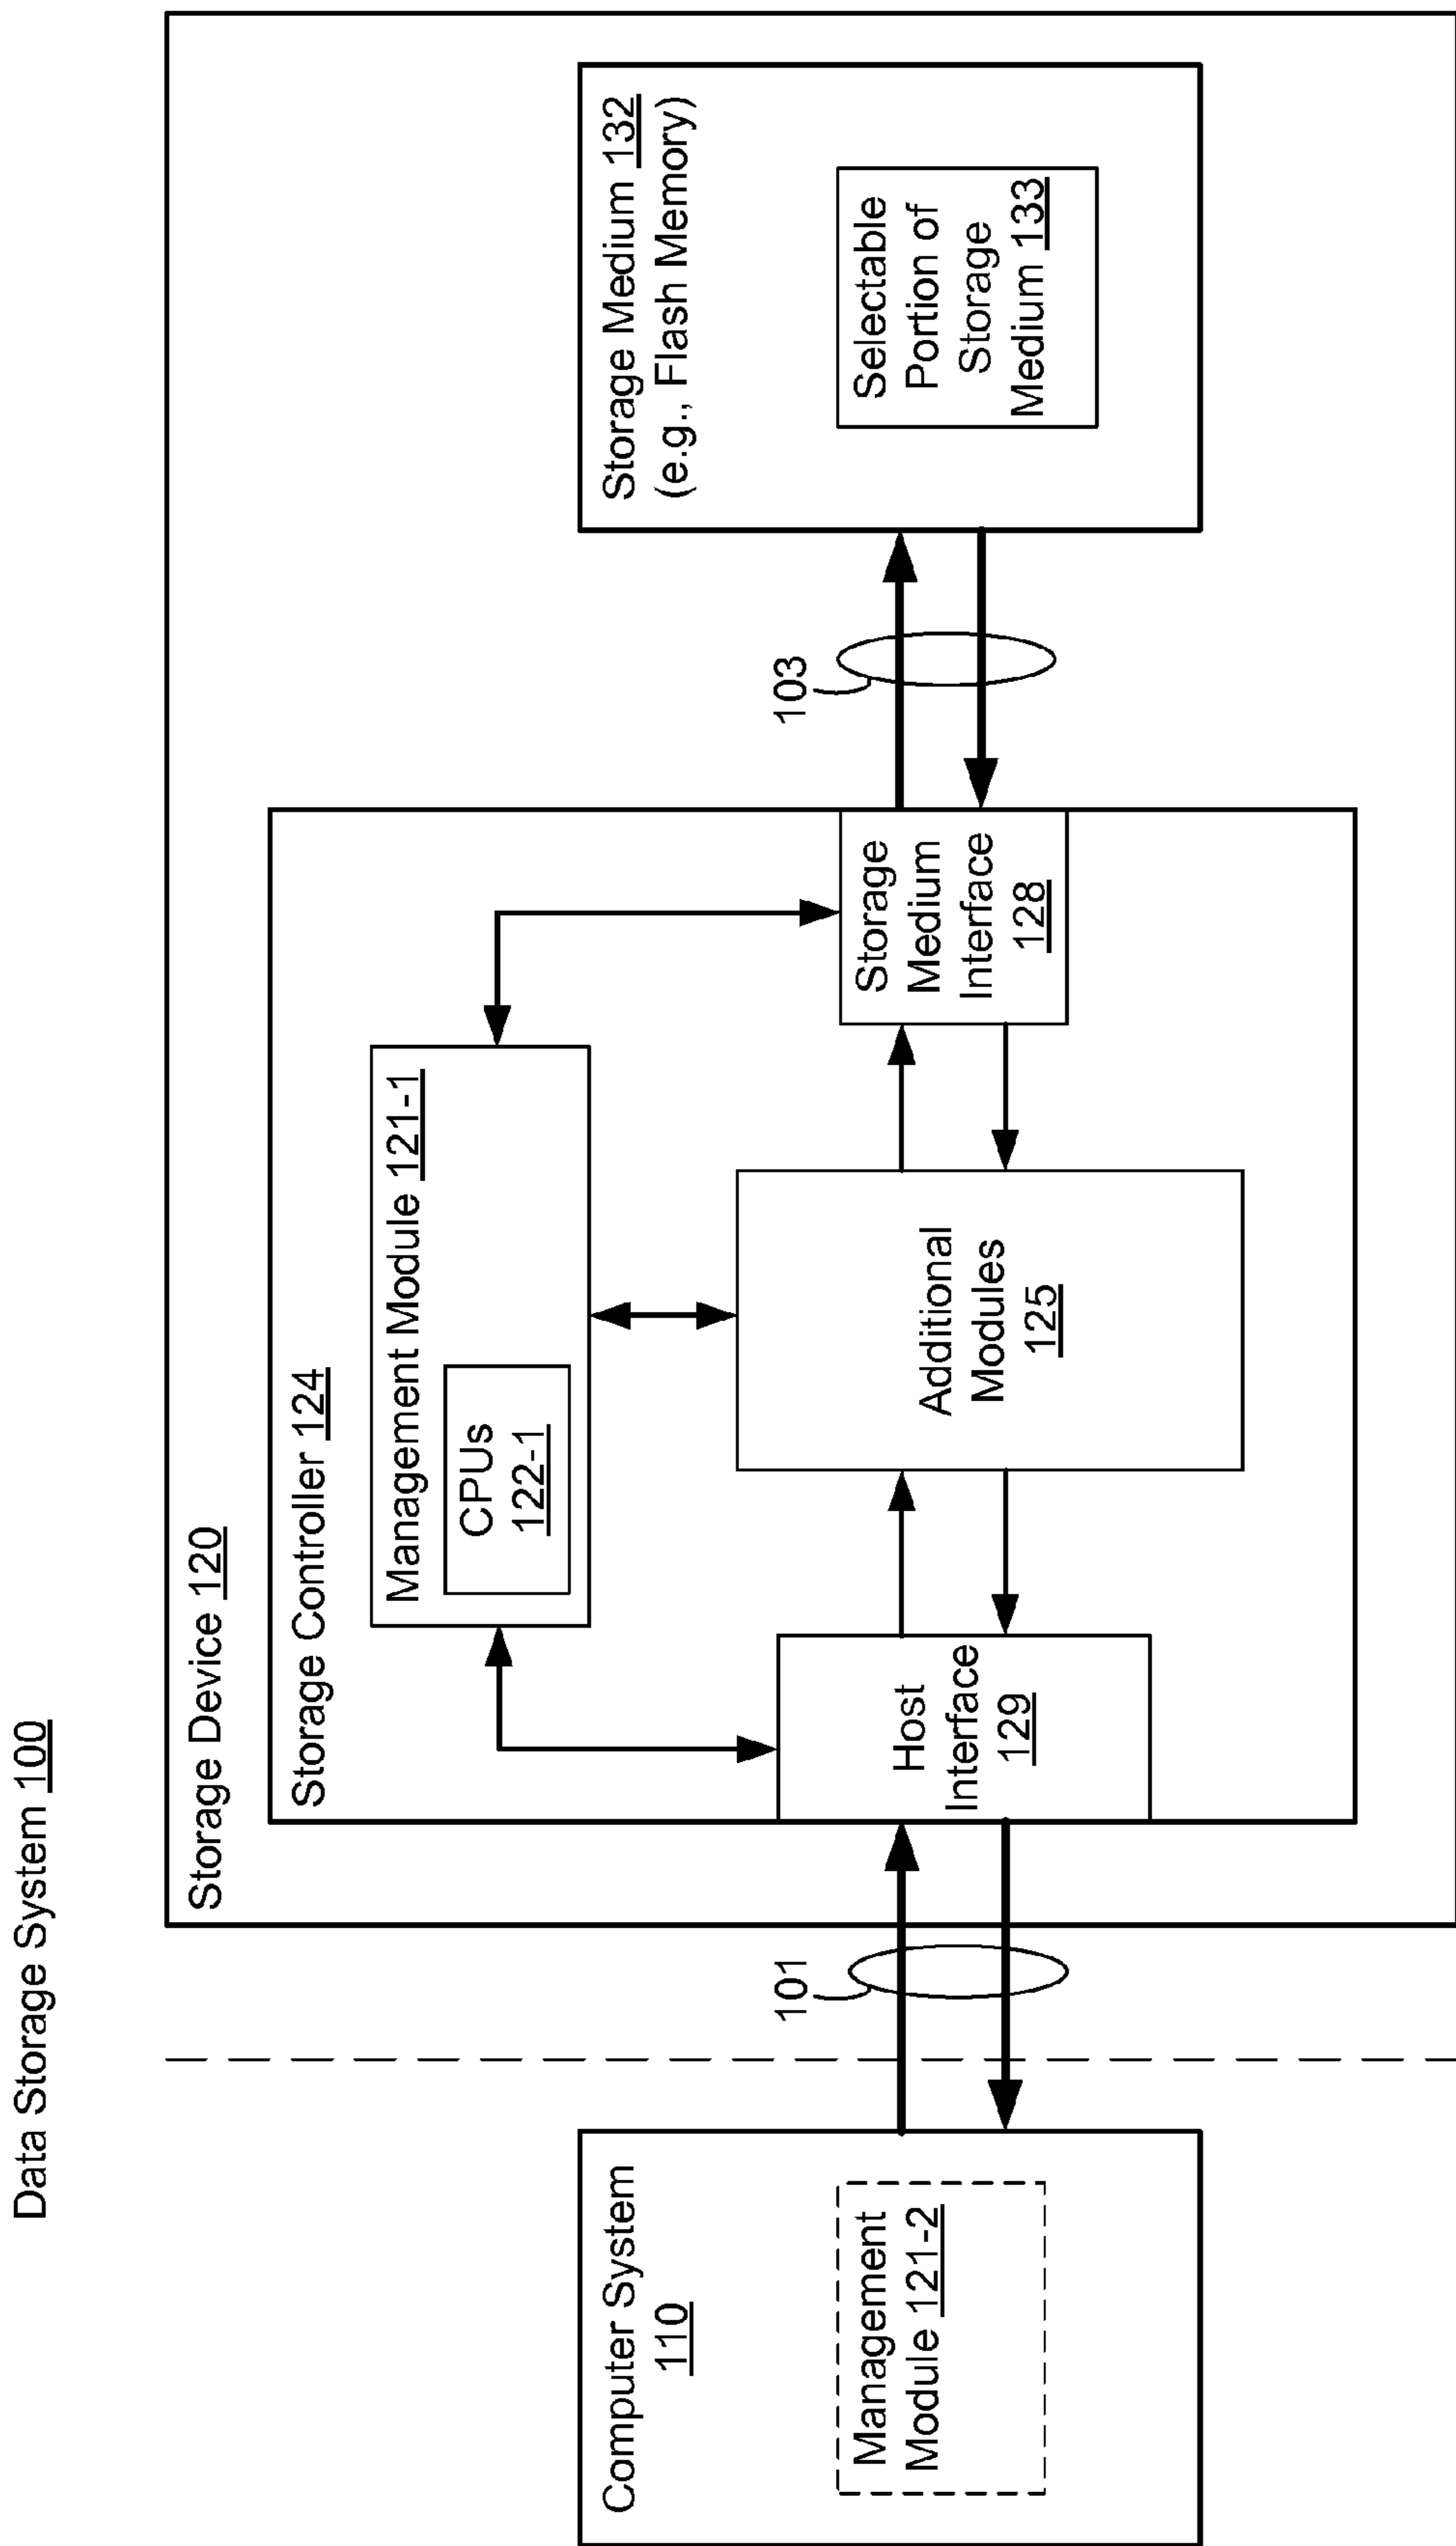 Data Storage System 100
Computer System
110
Management
Module 121-2
101
Storage Device 120
Storage Controller 124
Management Module 121-1
CPUs
122-1
Host
Interface
129
Additional
Modules
125
Storage
Medium
Interface
128
103
Storage Medium 132
(e.g., Flash Memory)
Selectable
Portion of
Storage
Medium 133